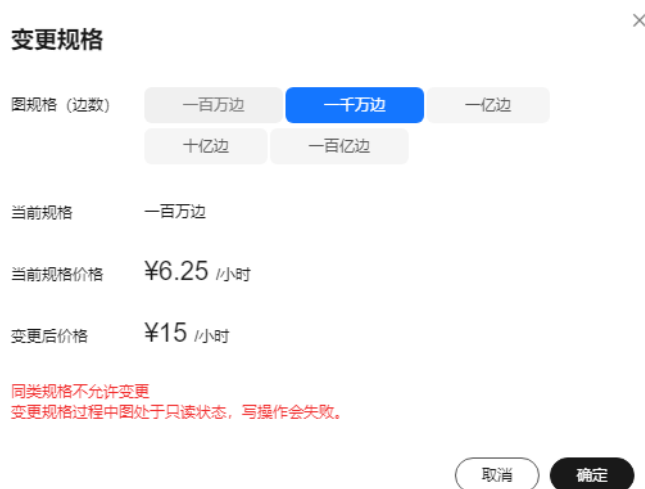 变更规格
图规格（边数） 一百万边 一千万边 一亿边
十亿边 一百亿边
当前规格 一百万边
当前规格价格 ¥6.25 /小时
变更后价格 ¥15 /小时
同类规格不允许变更
变更规格过程中图处于只读状态，写操作会失败。
取消 确定